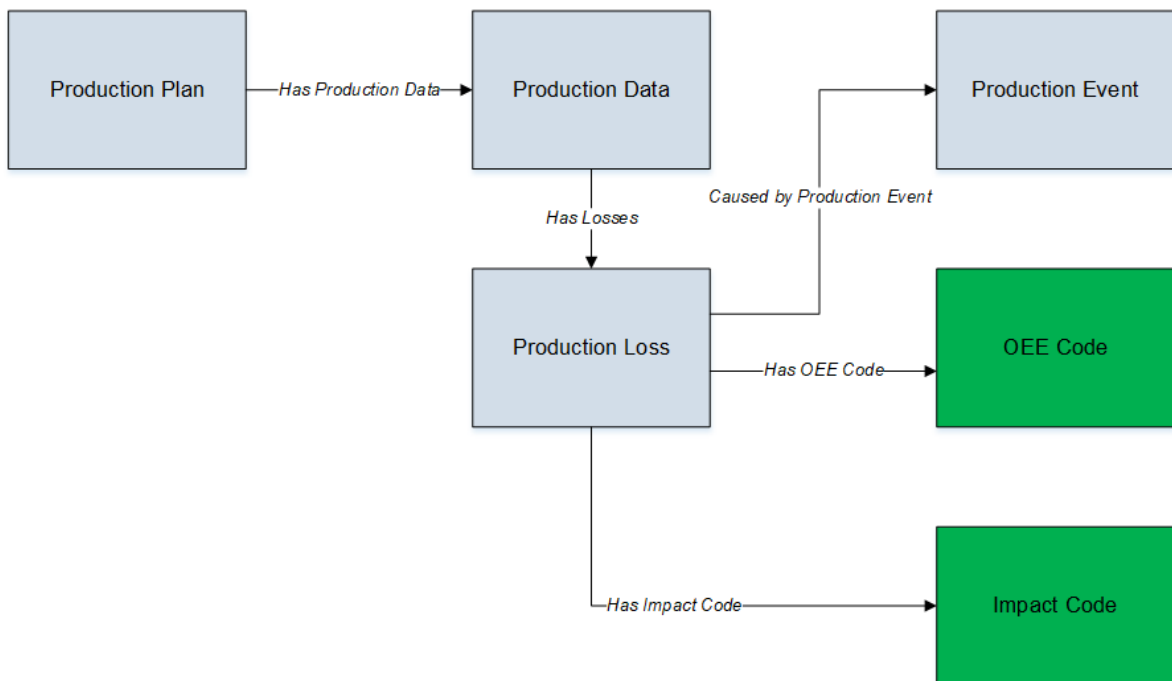 Production Plan
Has Production Data
Production Data
Production Event
Caused by Production Event
Has Losses
Production Loss
Has OEE Code
OEE Code
Has Impact Code
Impact Code